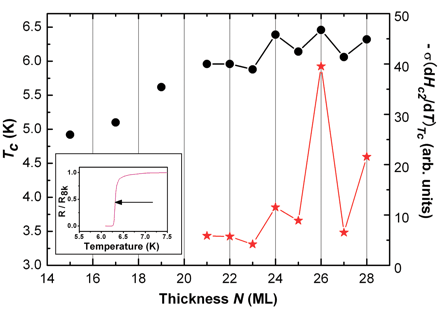 6.5
6.0
5.5
5.0
4.5
4.0
3.5
3.0
T_c (K)
14 16 18 20 22 24 26 28
Thickness N (ML)
50
40
30
20
10
0
- σ(dH_c2/dT)_Tc (arb. units)
1.0
0.5
0.0
R / R8k
5.5 6.0 6.5 7.0 7.5
Temperature (K)